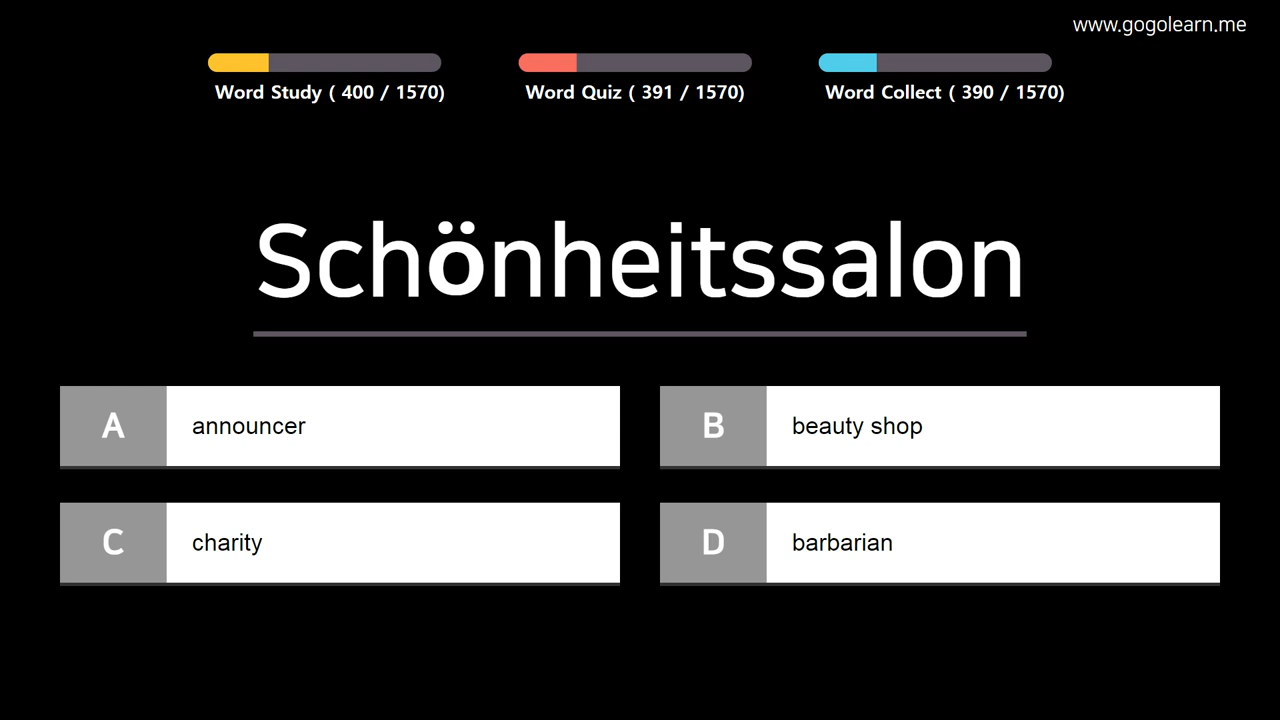 www.gogolearn.me
Word Study ( 400 / 1570)
Word Quiz ( 391 / 1570)
Word Collect ( 390 / 1570)
Schönheitssalon
A announcer
B beauty shop
C charity
D barbarian